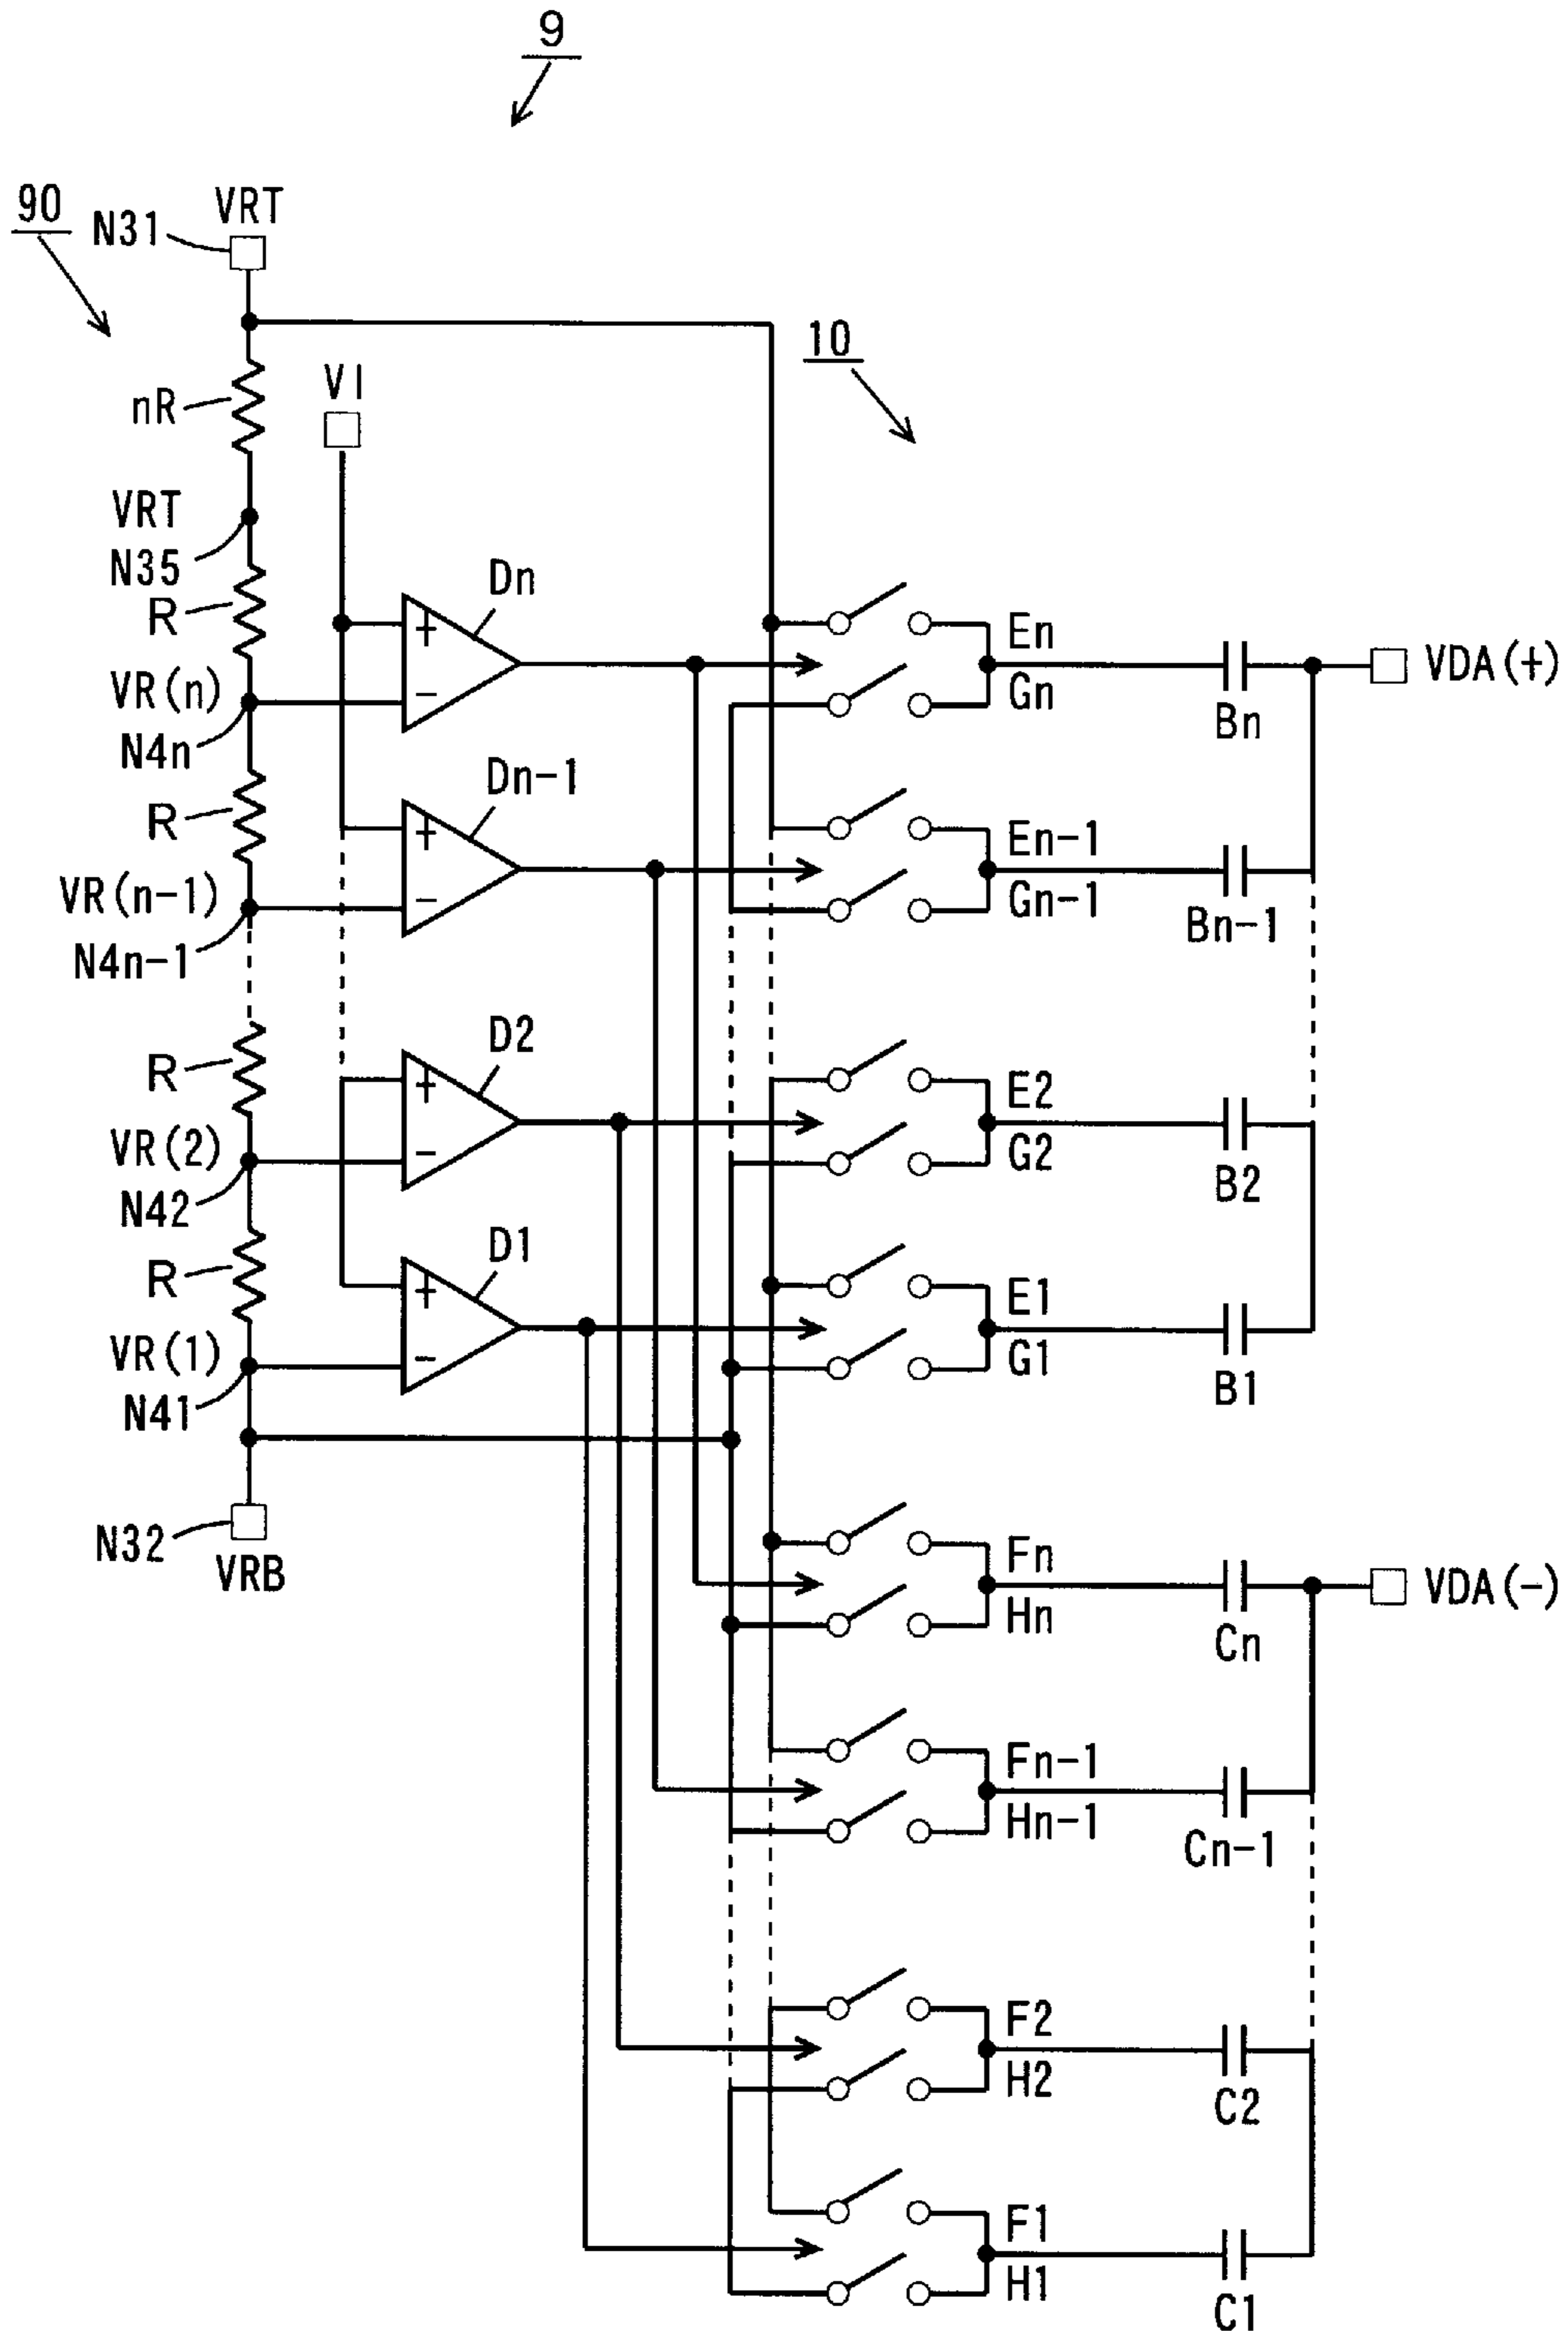 9
90
VRT
N31
10
nR
VI
VRT
N35
R
Dn
VR(n)
N4n
En
Gn
Bn
VDA(+)
R
Dn-1
VR(n-1)
N4n-1
En-1
Gn-1
Bn-1
R
D2
VR(2)
N42
E2
G2
B2
R
D1
VR(1)
N41
E1
G1
B1
N32
VRB
Fn
Hn
Cn
VDA(-)
Fn-1
Hn-1
Cn-1
F2
H2
C2
F1
H1
C1
+
-
+
-
+
-
+
-